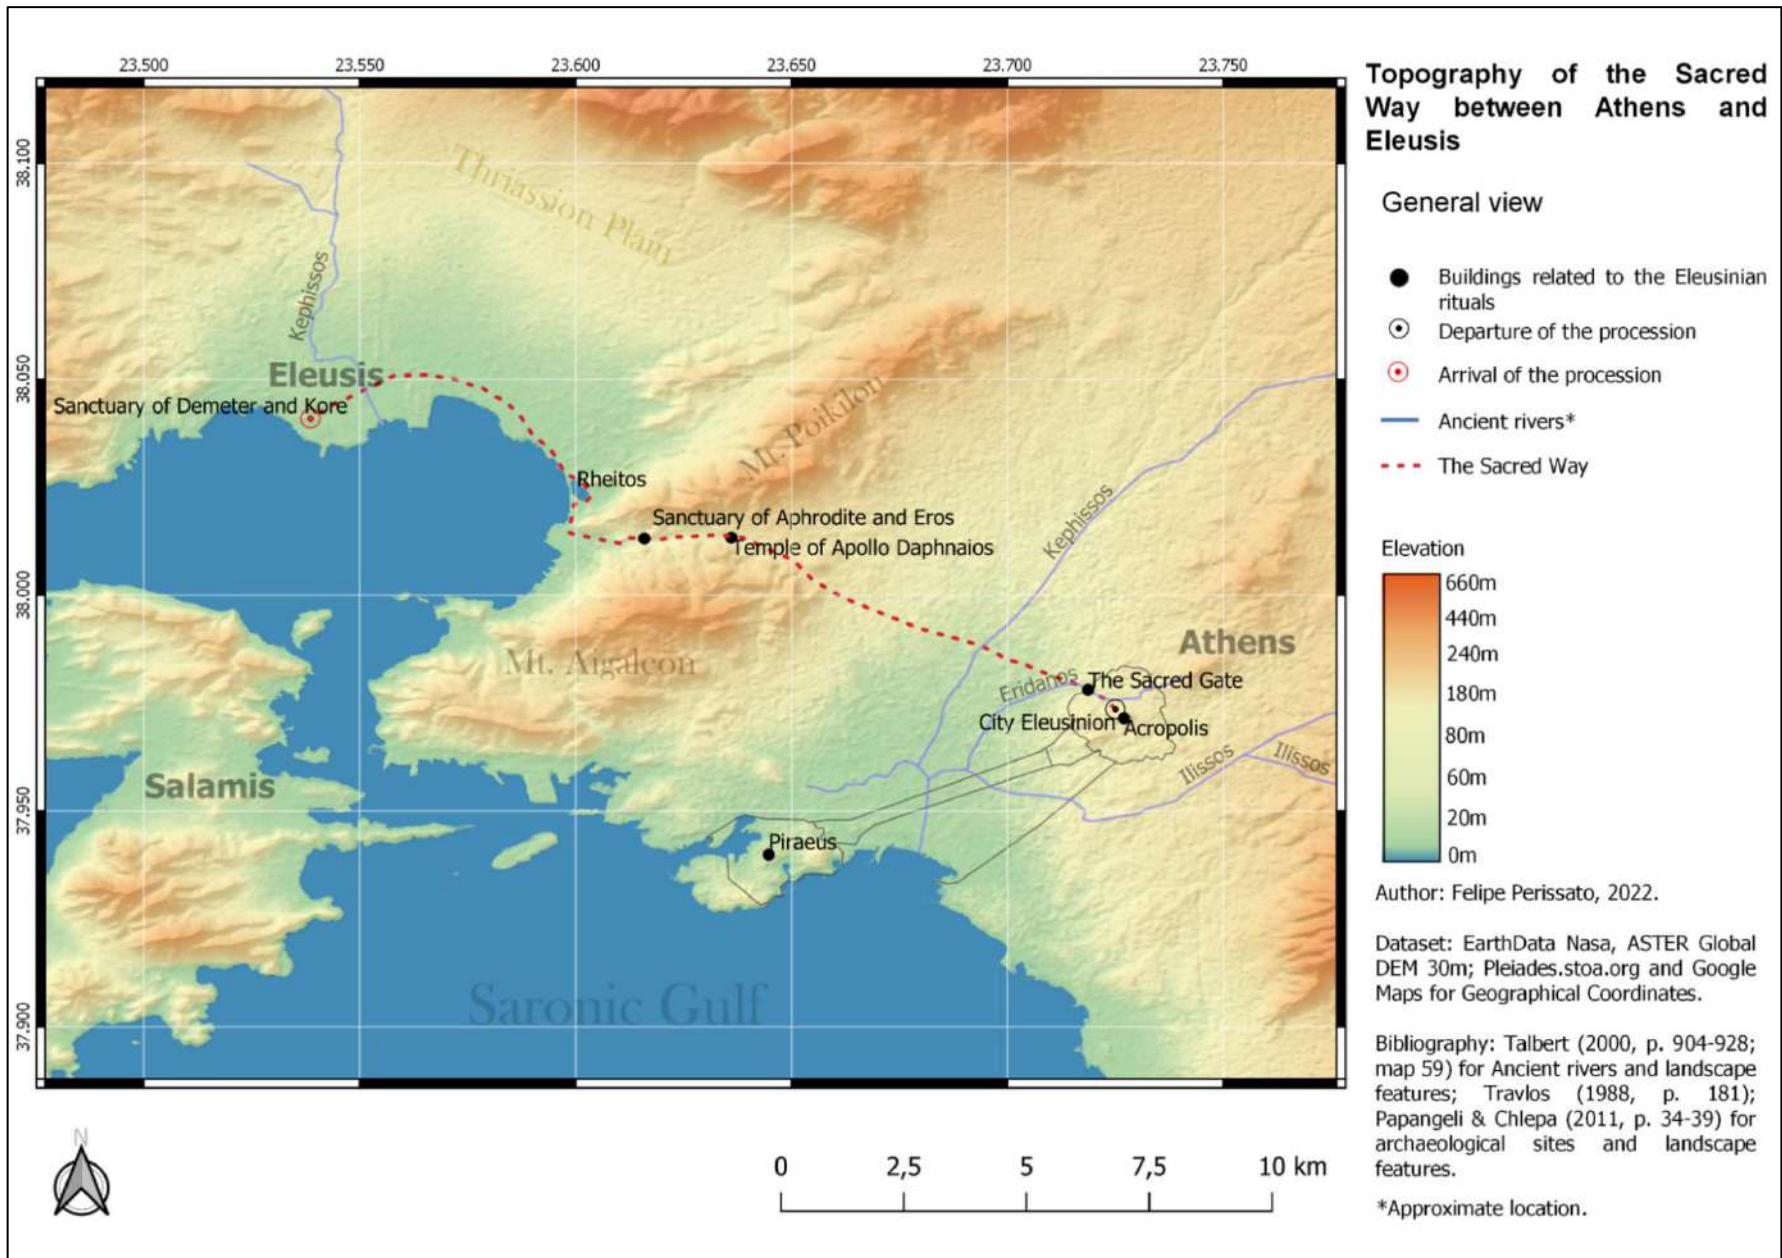 23.500 23.550 23.600 23.650 23.700 23.750
38.100
38.050
38.000
37.950
37.900
Thriassion Plain
Kephissos
Eleusis
Sanctuary of Demeter and Kore
Mt. Poikilon
Rheitos
Sanctuary of Aphrodite and Eros
Temple of Apollo Daphnaios
Kephissos
Athens
Mt. Aigaleon
Eridanos
The Sacred Gate
City Eleusinion
Acropolis
Ilissos
Ilissos
Salamis
Piraeus
Saronic Gulf
N
0 2,5 5 7,5 10 km
Topography of the Sacred
Way between Athens and
Eleusis
General view
Buildings related to the Eleusinian
rituals
Departure of the procession
Arrival of the procession
Ancient rivers*
The Sacred Way
Elevation
660m
440m
240m
180m
80m
60m
20m
0m
Author: Felipe Perissato, 2022.
Dataset: EarthData Nasa, ASTER Global
DEM 30m; Pleiades.stoa.org and Google
Maps for Geographical Coordinates.
Bibliography: Talbert (2000, p. 904-928;
map 59) for Ancient rivers and landscape
features; Travlos (1988, p. 181);
Papangeli & Chlepa (2011, p. 34-39) for
archaeological sites and landscape
features.
*Approximate location.